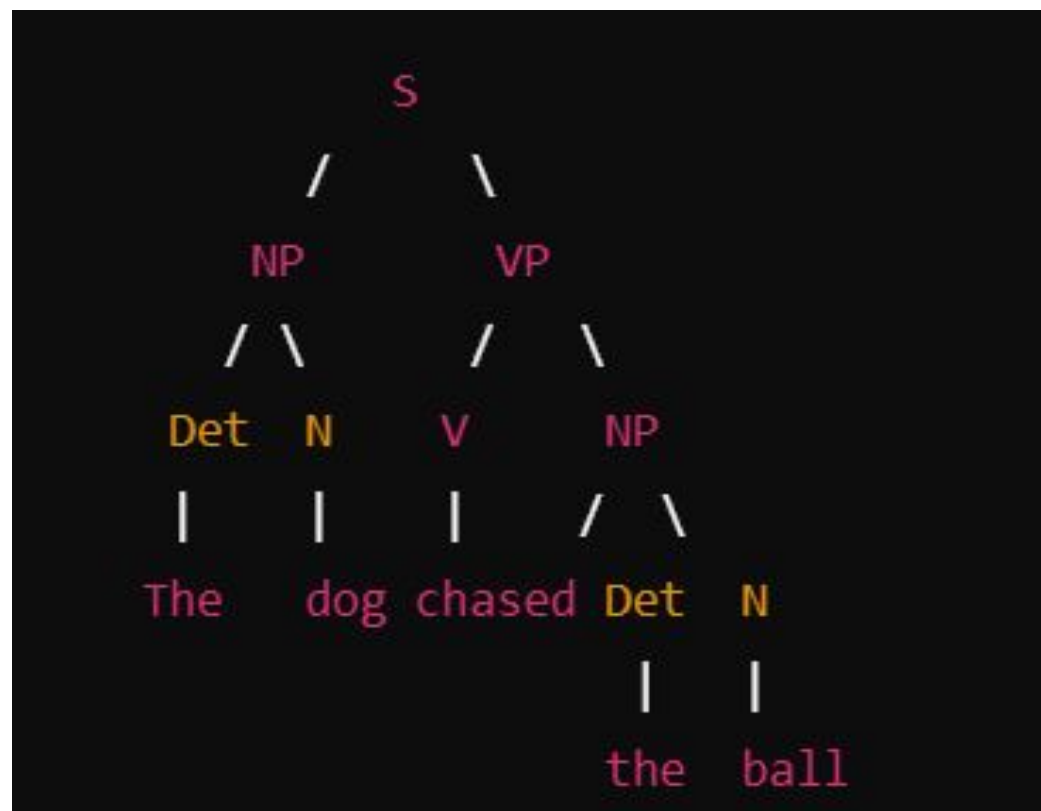 S
/ \
NP VP
/ \ / \
Det N V NP
| | | / \
The dog chased Det N
| |
the ball